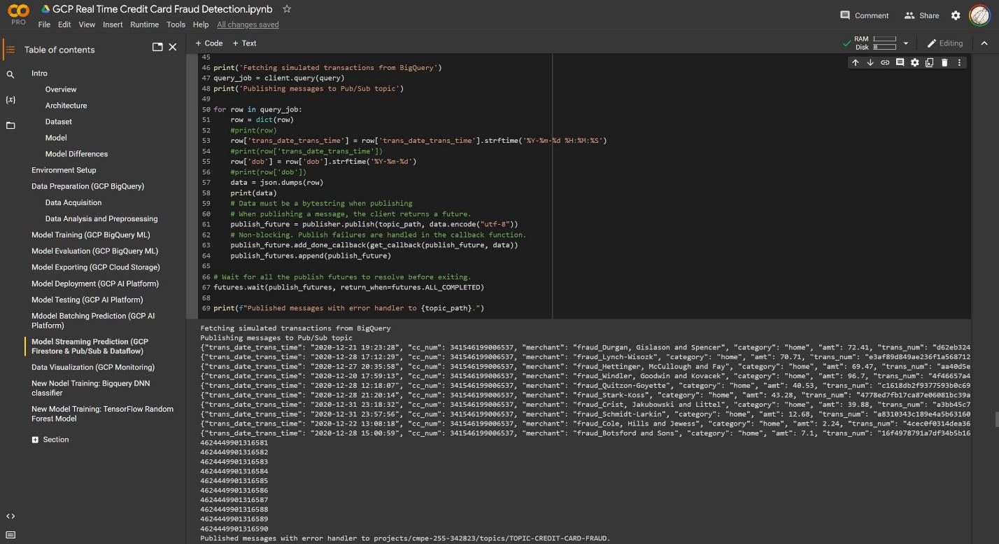 GCP Real Time Credit Card Fraud Detection.ipynb
PRO
File Edit View Insert Runtime Tools Help All changes saved
Comment
Share
Table of contents
+ Code + Text
RAM
Disk
Editing
Intro
Overview
Architecture
Dataset
Model
Model Differences
Environment Setup
Data Preparation (GCP BigQuery)
Data Acquisition
Data Analysis and Preprosessing
Model Training (GCP BigQuery ML)
Model Evaluation (GCP BigQuery ML)
Model Exporting (GCP Cloud Storage)
Model Deployment (GCP AI Platform)
Model Testing (GCP AI Platform)
Mdodel Batching Prediction (GCP AI
Platform)
Model Streaming Prediction (GCP
Firestore & Pub/Sub & Dataflow)
Data Visualization (GCP Monitoring)
New Nodel Training: Bigquery DNN
classifier
New Model Training: TensorFlow Random
Forest Model
Section
45
46 print('Fetching simulated transactions from BigQuery')
47 query_job = client.query(query)
48 print('Publishing messages to Pub/Sub topic')
49
50 for row in query_job:
51 row = dict(row)
52 #print(row)
53 row['trans_date_trans_time'] = row['trans_date_trans_time'].strftime('%Y-%m-%d %H:%M:%S')
54 #print(row['trans_date_trans_time'])
55 row['dob'] = row['dob'].strftime('%Y-%m-%d')
56 #print(row['dob'])
57 data = json.dumps(row)
58 print(data)
59 # Data must be a bytestring when publishing
60 # When publishing a message, the client returns a future.
61 publish_future = publisher.publish(topic_path, data.encode("utf-8"))
62 # Non-blocking. Publish failures are handled in the callback function.
63 publish_future.add_done_callback(get_callback(publish_future, data))
64 publish_futures.append(publish_future)
65
66 # Wait for all the publish futures to resolve before exiting.
67 futures.wait(publish_futures, return_when=futures.ALL_COMPLETED)
68
69 print(f"Published messages with error handler to {topic_path}.")
Fetching simulated transactions from BigQuery
Publishing messages to Pub/Sub topic
{"trans_date_trans_time": "2020-12-21 19:23:28", "cc_num": 341546199006537, "merchant": "fraud_Durgan, Gislason and Spencer", "category": "home", "amt": 72.41, "trans_num": "d62eb324
{"trans_date_trans_time": "2020-12-28 17:12:29", "cc_num": 341546199006537, "merchant": "fraud_Lynch-Wisozk", "category": "home", "amt": 70.71, "trans_num": "e3af89d849ae236f1a568712
{"trans_date_trans_time": "2020-12-27 20:35:58", "cc_num": 341546199006537, "merchant": "fraud_Hettinger, McCullough and Fay", "category": "home", "amt": 69.47, "trans_num": "aa40d5e
{"trans_date_trans_time": "2020-12-20 17:59:13", "cc_num": 341546199006537, "merchant": "fraud_Windler, Goodwin and Kovacek", "category": "home", "amt": 96.7, "trans_num": "4f46657a4
{"trans_date_trans_time": "2020-12-28 12:18:07", "cc_num": 341546199006537, "merchant": "fraud_Quitzon-Goyette", "category": "home", "amt": 40.53, "trans_num": "c1618db2f9377593b0c69
{"trans_date_trans_time": "2020-12-28 21:20:14", "cc_num": 341546199006537, "merchant": "fraud_Stark-Koss", "category": "home", "amt": 43.28, "trans_num": "4778ed7fb17ca87e06081bc39a
{"trans_date_trans_time": "2020-12-31 23:18:32", "cc_num": 341546199006537, "merchant": "fraud_Crist, Jakubowski and Littel", "category": "home", "amt": 39.88, "trans_num": "a3bb45c7
{"trans_date_trans_time": "2020-12-31 23:57:56", "cc_num": 341546199006537, "merchant": "fraud_Schmidt-Larkin", "category": "home", "amt": 12.68, "trans_num": "a8310343c189e4a5b63160
{"trans_date_trans_time": "2020-12-22 13:08:18", "cc_num": 341546199006537, "merchant": "fraud_Cole, Hills and Jewess", "category": "home", "amt": 2.24, "trans_num": "4cec0f0314dea36
{"trans_date_trans_time": "2020-12-28 15:00:59", "cc_num": 341546199006537, "merchant": "fraud_Botsford and Sons", "category": "home", "amt": 7.1, "trans_num": "16f4978791a7df34b5b16
4624449901316581
4624449901316582
4624449901316583
4624449901316584
4624449901316585
4624449901316586
4624449901316587
4624449901316588
4624449901316589
4624449901316590
Published messages with error handler to projects/cmpe-255-342823/topics/TOPIC-CREDIT-CARD-FRAUD.